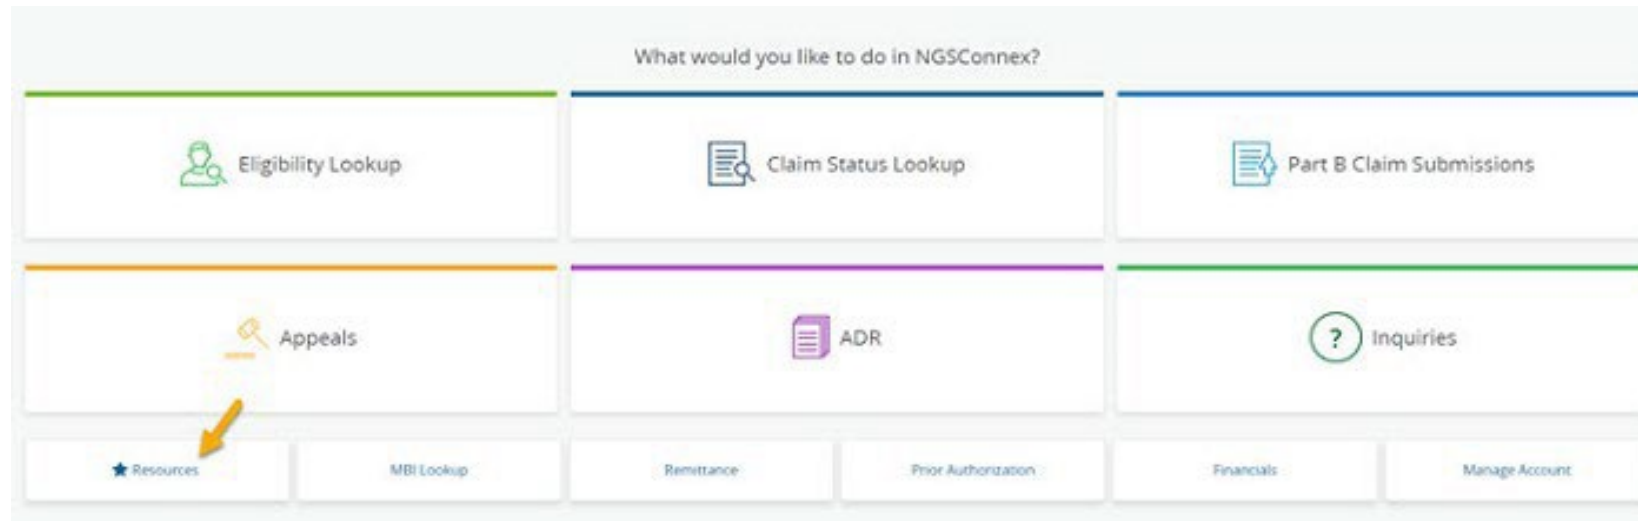 What would you like to do in NGSConnex?
Eligibility Lookup
Claim Status Lookup
Part B Claim Submissions
Appeals
ADR
? Inquiries
Resources
MBI Lookup
Remittance
Prior Authorization
Financials
Manage Account